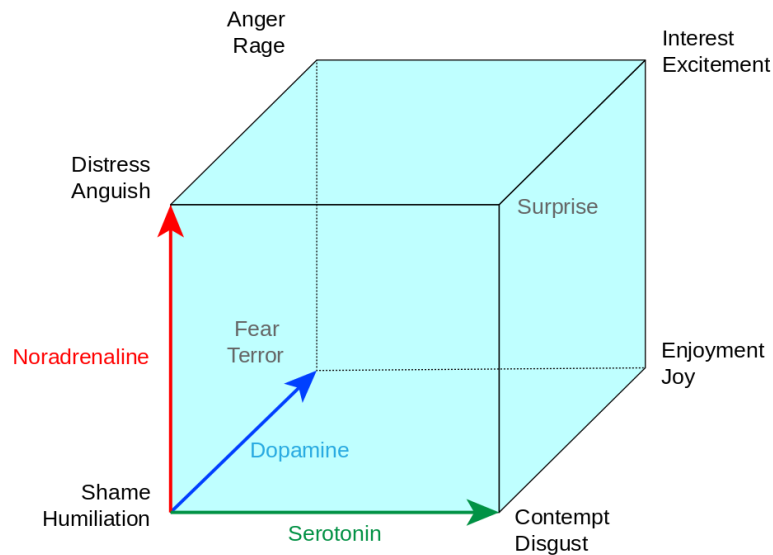 Anger
Rage
Interest
Excitement
Distress
Anguish
Surprise
Fear
Terror
Noradrenaline
Enjoyment
Joy
Dopamine
Shame
Humiliation
Contempt
Disgust
Serotonin